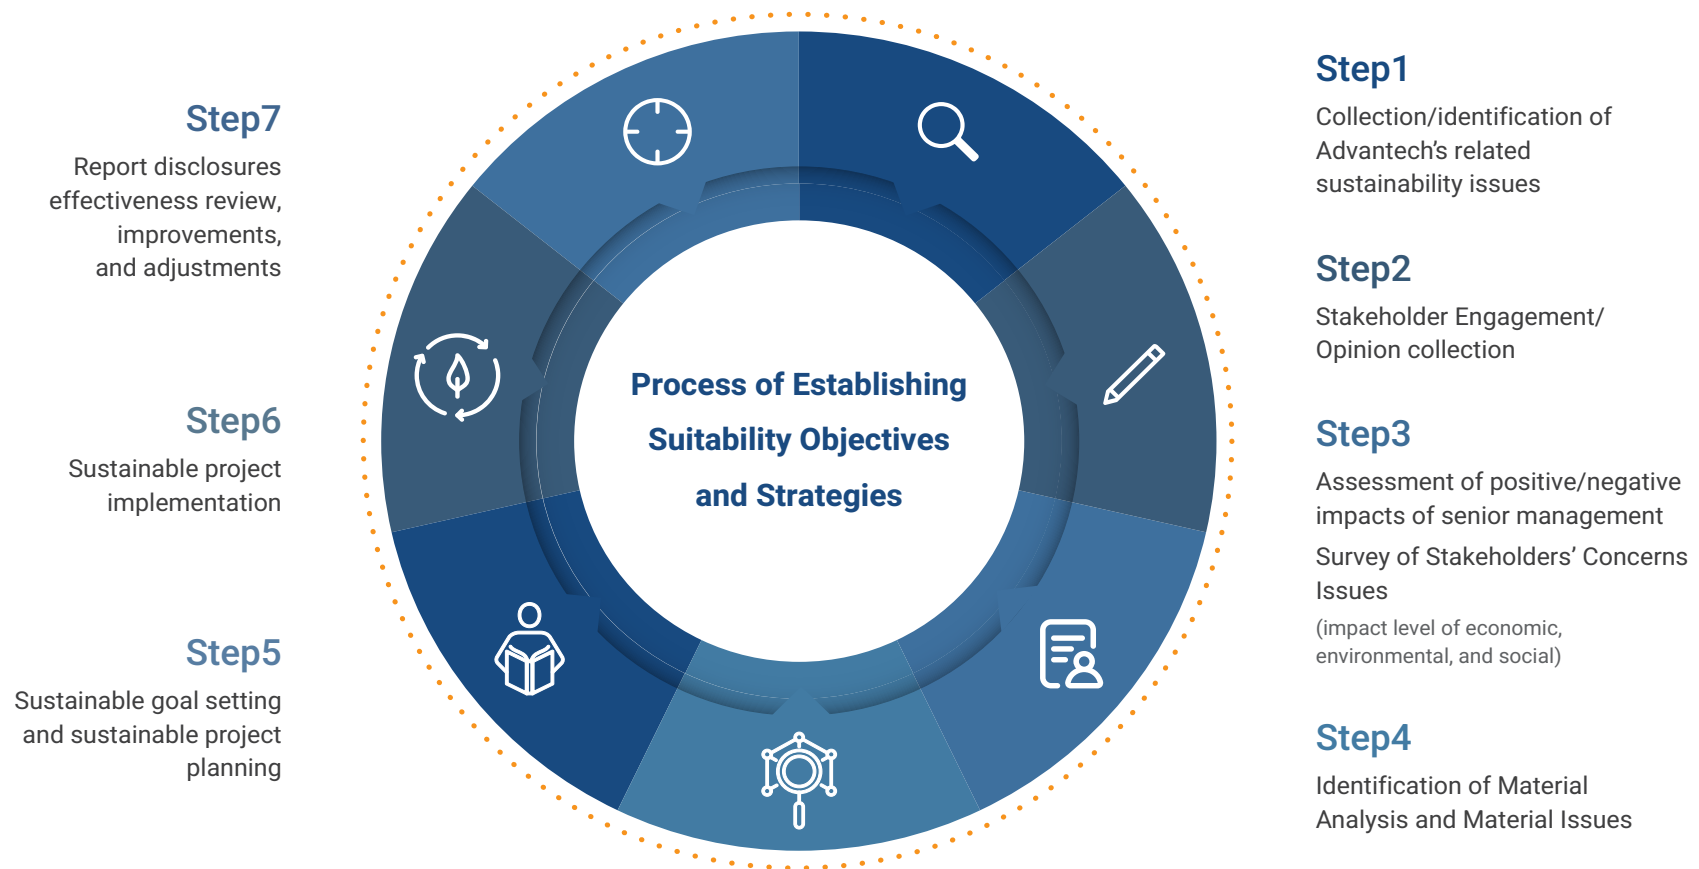 Process of Establishing
Suitability Objectives
and Strategies
Step1
Collection/identification of
Advantech's related
sustainability issues
Step2
Stakeholder Engagement/
Opinion collection
Step3
Assessment of positive/negative
impacts of senior management
Survey of Stakeholders’ Concerns
Issues
(impact level of economic,
environmental, and social)
Step4
Identification of Material
Analysis and Material Issues
Step5
Sustainable goal setting
and sustainable project
planning
Step6
Sustainable project
implementation
Step7
Report disclosures
effectiveness review,
improvements,
and adjustments